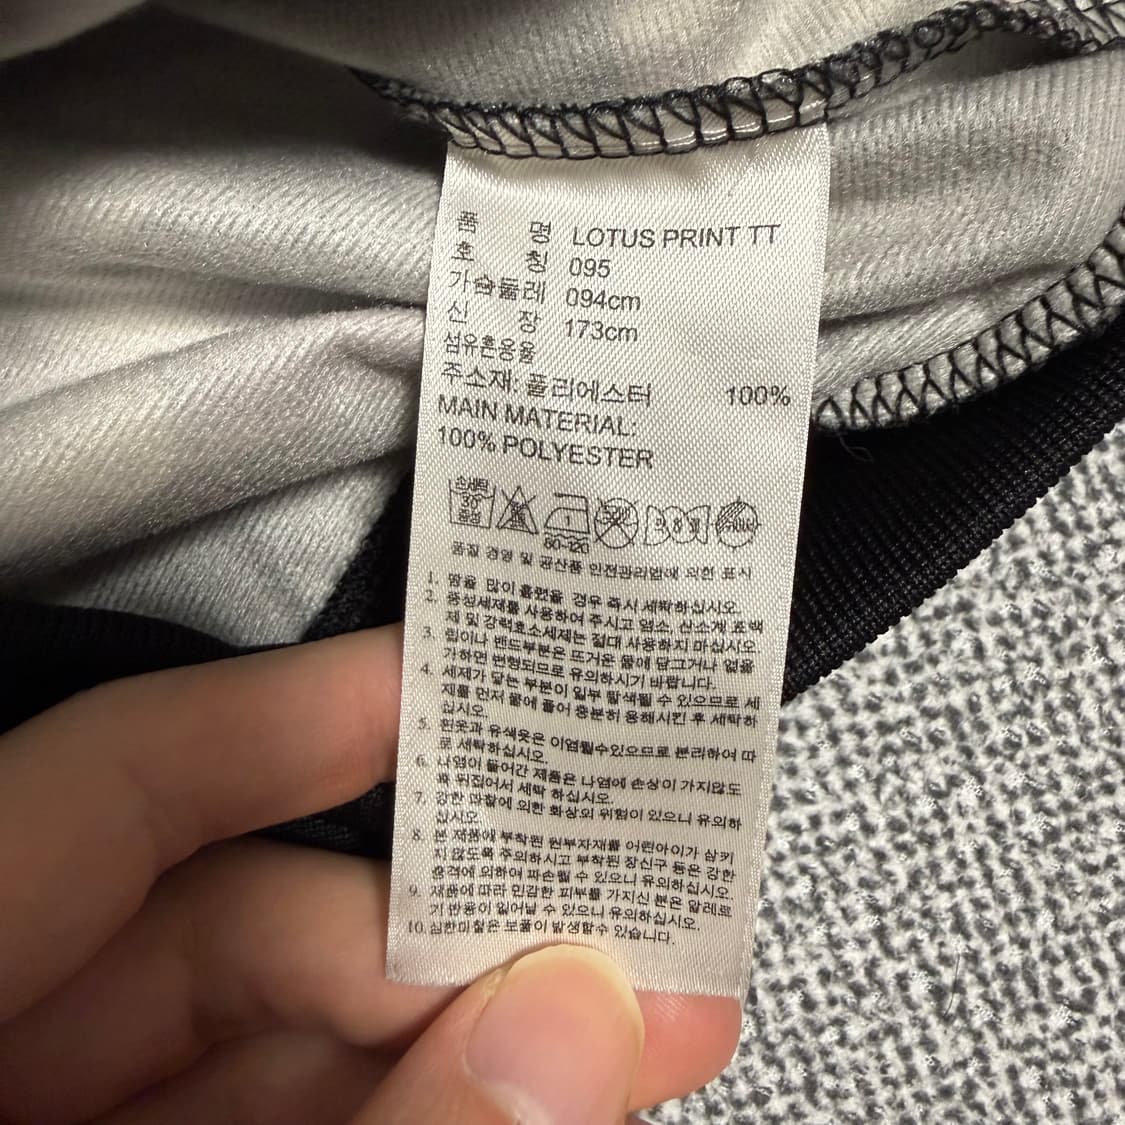 품 명 LOTUS PRINT TT
호 칭 095
가슴둘레 094cm
신 장 173cm
섬유혼용율
주소재: 폴리에스터 100%
MAIN MATERIAL:
100% POLYESTER
손세탁
30℃
중성
60-120
품질 경영 및 공산품 안전관리법에 의한 표시
1. 땀을 많이 흘렸을 경우 즉시 세탁하십시오.
2. 중성세제를 사용하여 주시고 염소, 산소계 표백
제 및 강력효소세제는 절대 사용하지 마십시오
3. 립이나 밴드부분은 뜨거운 물에 담그거나 열을
가하면 변형되므로 유의하시기 바랍니다.
4. 세제가 닿는 부분이 일부 탈색될 수 있으므로 세
제를 먼저 물에 풀어 충분히 용해시킨 후 세탁하
십시오.
5. 흰옷과 유색옷은 이염될수있으므로 분리하여 따
로 세탁하십시오.
6. 나염이 들어간 제품은 나염에 손상이 가지않도
록 뒤집어서 세탁 하십시오.
7. 강한 마찰에 의한 화상의 위험이 있으니 유의하
십시오
8. 본 제품에 부착된 원부자재를 어린아이가 삼키
지 않도록 주의하시고 부착된 장신구 등은 강한
충격에 의하여 파손될 수 있으니 유의하십시오.
9. 제품에 따라 민감한 피부를 가지신 분은 알레르
기 반응이 일어날 수 있으니 유의하십시오.
10. 심한마찰은 보풀이 발생할수 있습니다.